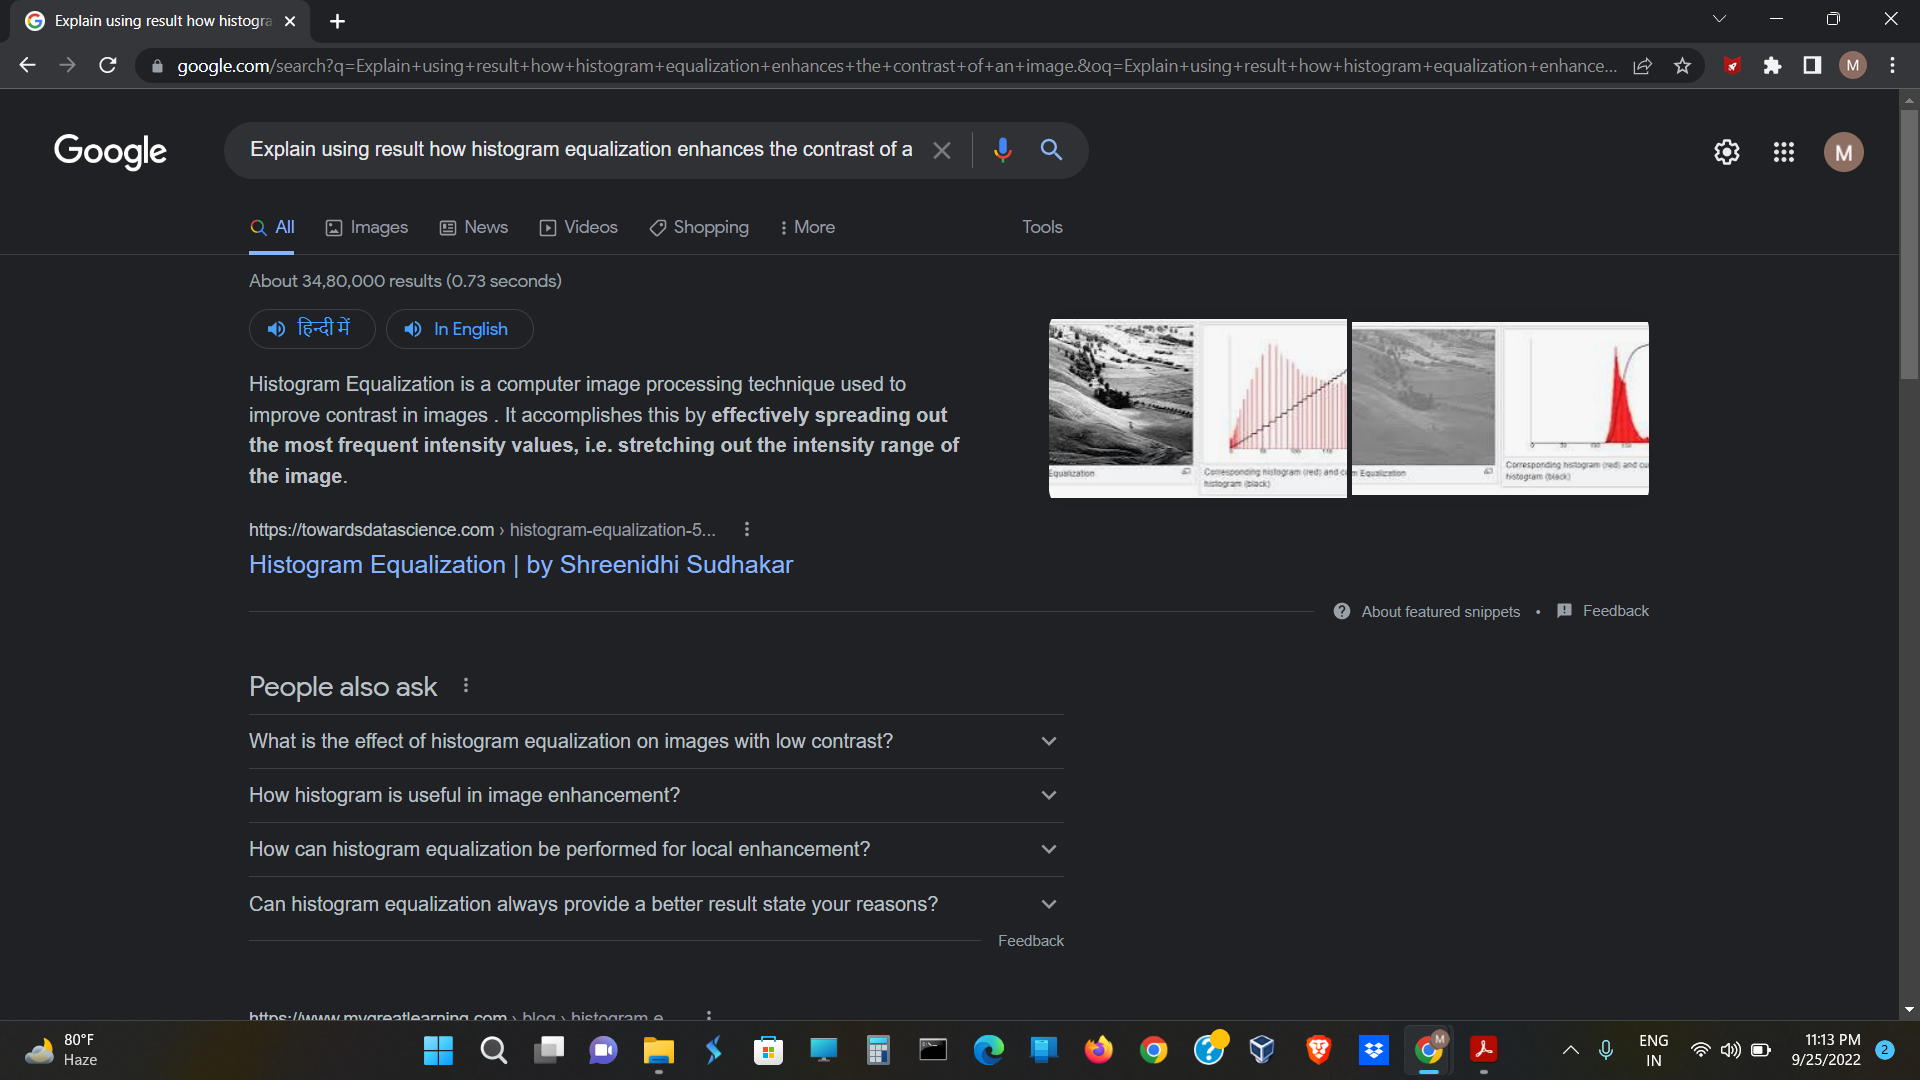 Explain using result how histogra
google.com/search?q=Explain+using+result+how+histogram+equalization+enhances+the+contrast+of+an+image.&oq=Explain+using+result+how+histogram+equalization+enhance...
M
Google
Explain using result how histogram equalization enhances the contrast of a
M
All
Images
News
Videos
Shopping
More
Tools
About 34,80,000 results (0.73 seconds)
हिन्दी में
In English
Histogram Equalization is a computer image processing technique used to
improve contrast in images . It accomplishes this by effectively spreading out
the most frequent intensity values, i.e. stretching out the intensity range of
the image.
Equalization
Corresponding histogram (red) and
histogram (black)
Equalization
Corresponding histogram (red) and
histogram (black)
https://towardsdatascience.com › histogram-equalization-5...
Histogram Equalization | by Shreenidhi Sudhakar
About featured snippets
•
Feedback
People also ask
What is the effect of histogram equalization on images with low contrast?
How histogram is useful in image enhancement?
How can histogram equalization be performed for local enhancement?
Can histogram equalization always provide a better result state your reasons?
Feedback
https://www.mygreatlearning.com › blog › histogram-e...
80°F
Haze
M
ENG
IN
11:13 PM
9/25/2022
2